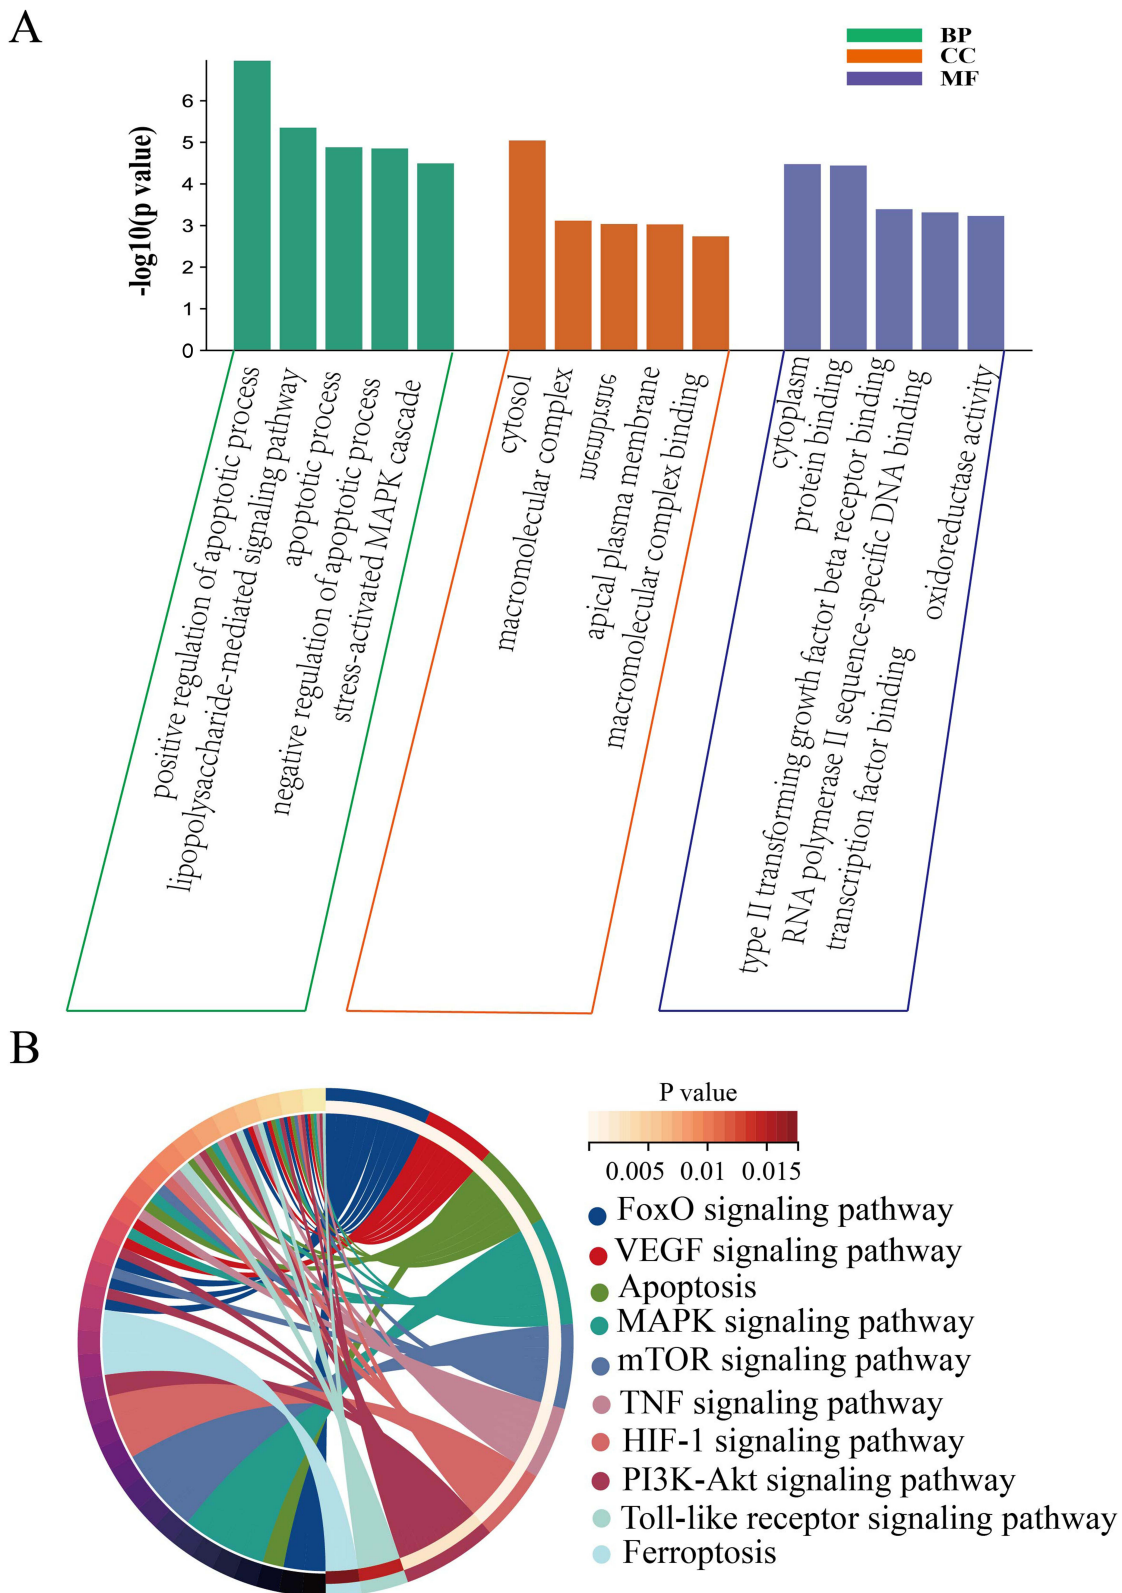 A
BP
CC
MF
-log10(p value)
6
5
4
3
2
1
0
positive regulation of apoptotic process
lipopolysaccharide-mediated signaling pathway
apoptotic process
negative regulation of apoptotic process
stress-activated MAPK cascade
cytosol
macromolecular complex
membrane
apical plasma membrane
macromolecular complex binding
cytoplasm
protein binding
type II transforming growth factor beta receptor binding
RNA polymerase II sequence-specific DNA binding
transcription factor binding
oxidoreductase activity
B
P value
0.005 0.01 0.015
FoxO signaling pathway
VEGF signaling pathway
Apoptosis
MAPK signaling pathway
mTOR signaling pathway
TNF signaling pathway
HIF-1 signaling pathway
PI3K-Akt signaling pathway
Toll-like receptor signaling pathway
Ferroptosis